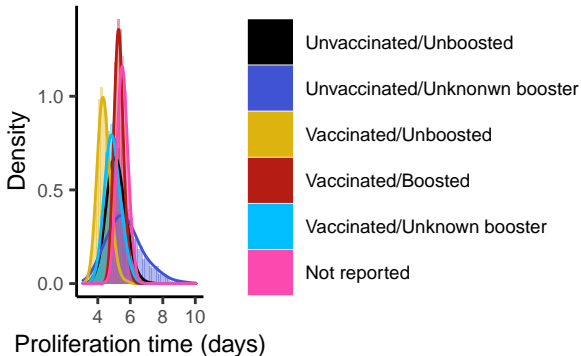 Density
1.0
0.5
0.0
4 6 8 10
Proliferation time (days)
Unvaccinated/Unboosted
Unvaccinated/Unknonwn booster
Vaccinated/Unboosted
Vaccinated/Boosted
Vaccinated/Unknown booster
Not reported